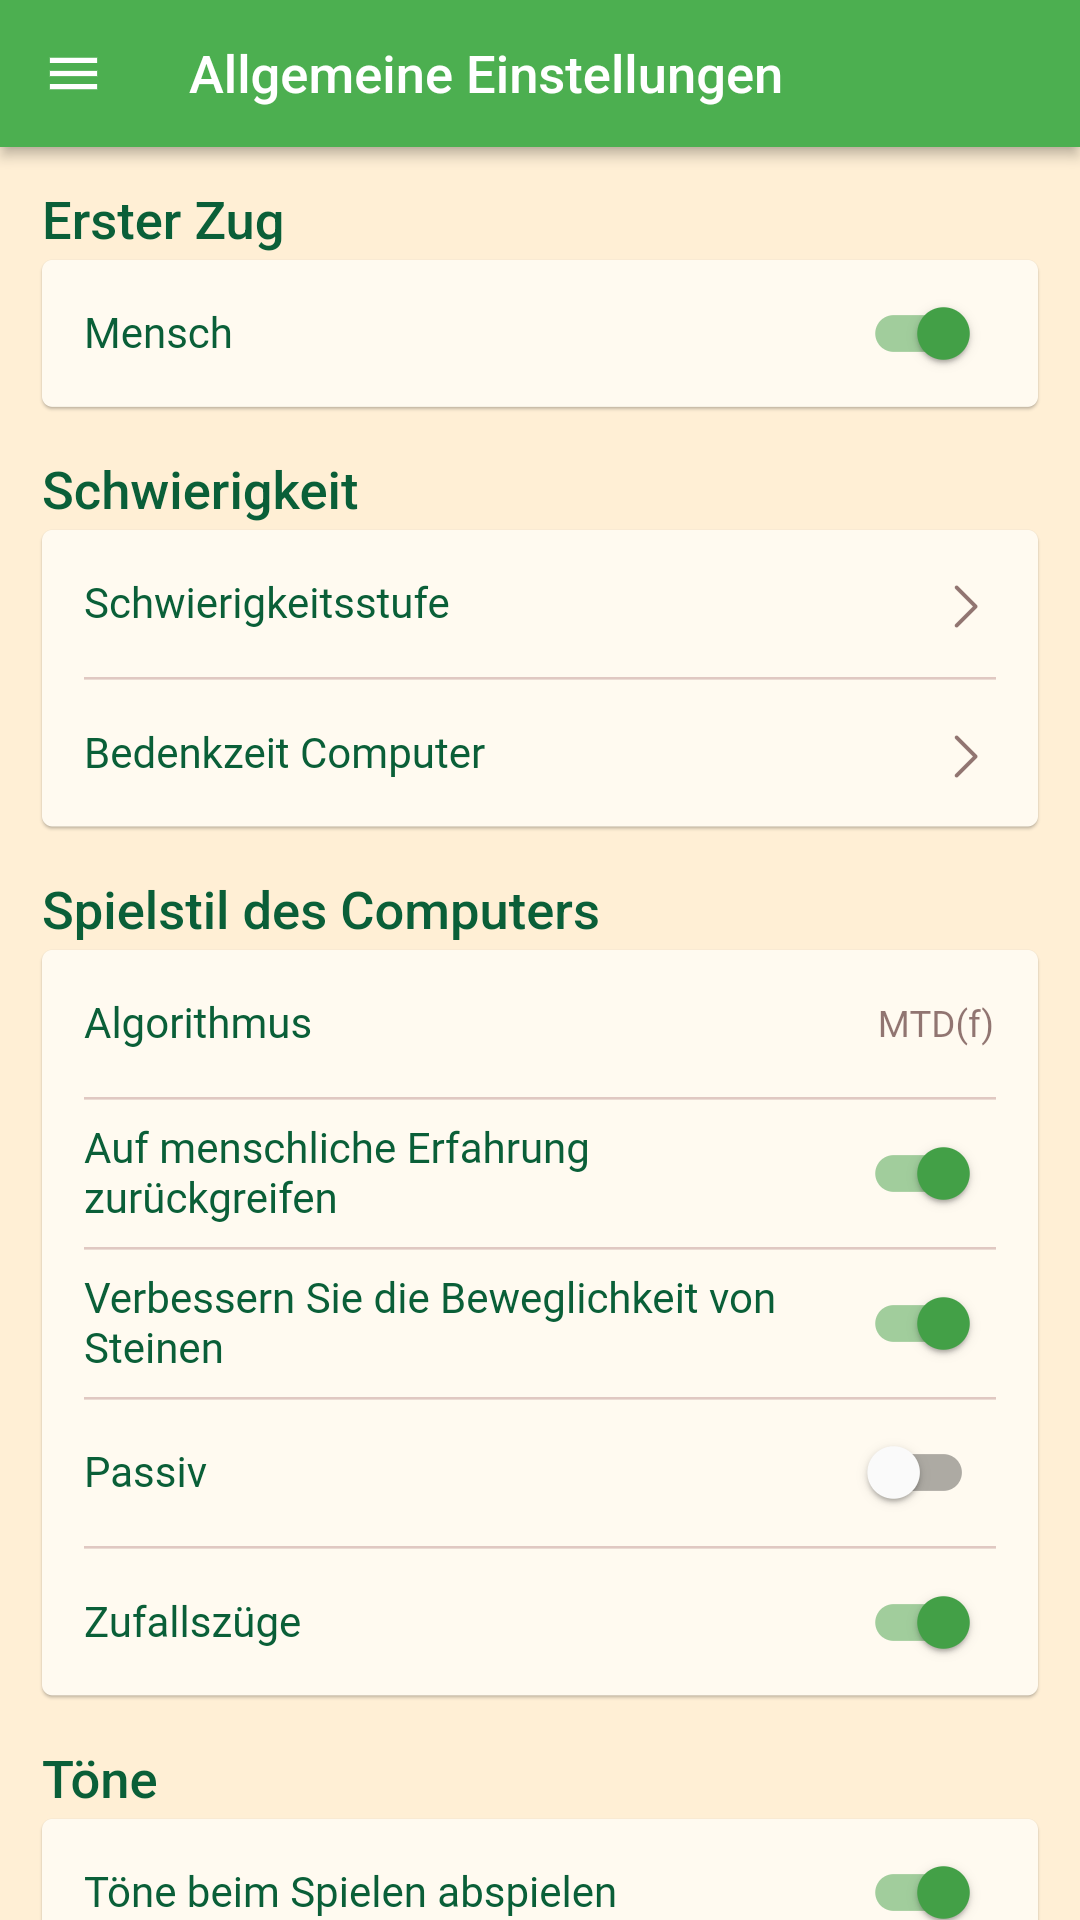 Allgemeine Einstellungen
Erster Zug
Mensch
Schwierigkeit
Schwierigkeitsstufe
Bedenkzeit Computer
Spielstil des Computers
Algorithmus
MTD(f)
Auf menschliche Erfahrung
zurückgreifen
Verbessern Sie die Beweglichkeit von
Steinen
Passiv
Zufallszüge
Töne
Töne beim Spielen abspielen